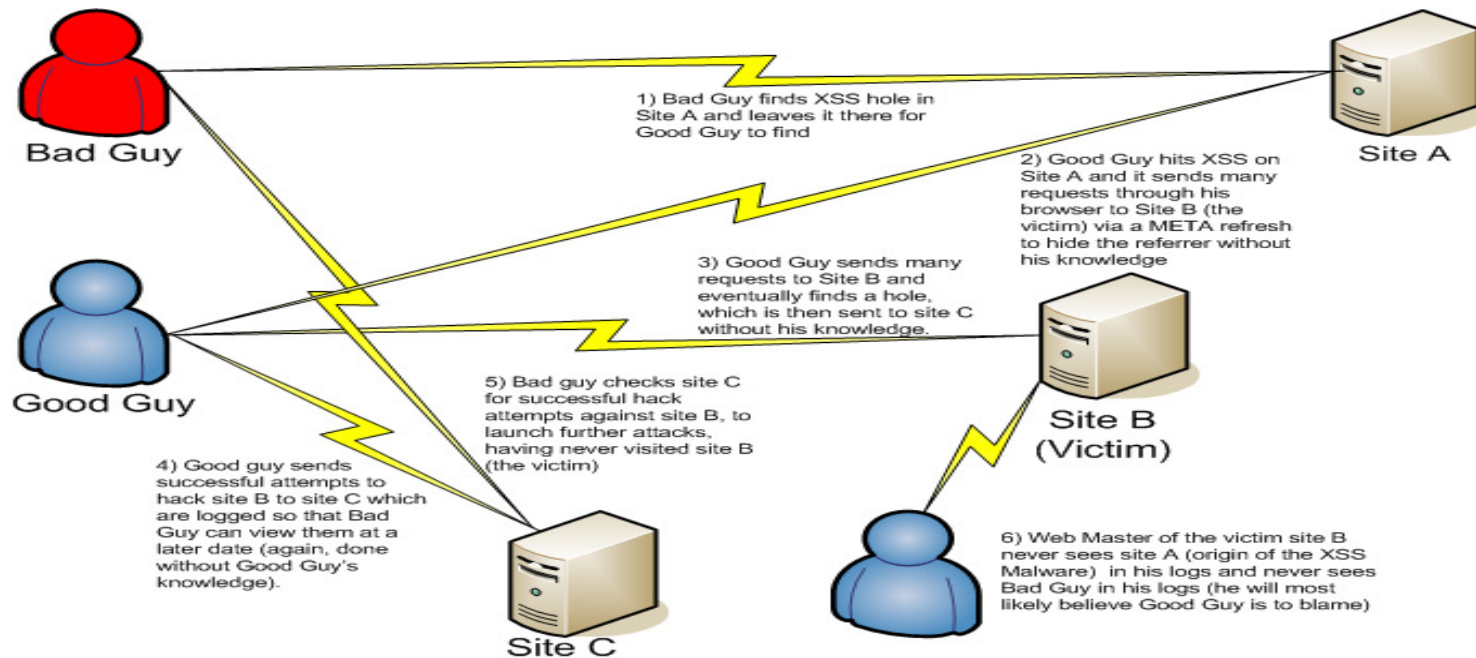 Bad Guy
1) Bad Guy finds XSS hole in
Site A and leaves it there for
Good Guy to find
Site A
2) Good Guy hits XSS on
Site A and it sends many
requests through his
browser to Site B (the
victim) via a META refresh
to hide the referrer without
his knowledge
Good Guy
3) Good Guy sends many
requests to Site B and
eventually finds a hole,
which is then sent to site C
without his knowledge.
Site B
(Victim)
4) Good guy sends
successful attempts to
hack site B to site C which
are logged so that Bad
Guy can view them at a
later date (again, done
without Good Guy's
knowledge).
5) Bad guy checks site C
for successful hack
attempts against site B, to
launch further attacks,
having never visited site B
(the victim)
Site C
6) Web Master of the victim site B
never sees site A (origin of the XSS
Malware) in his logs and never sees
Bad Guy in his logs (he will most
likely believe Good Guy is to blame)